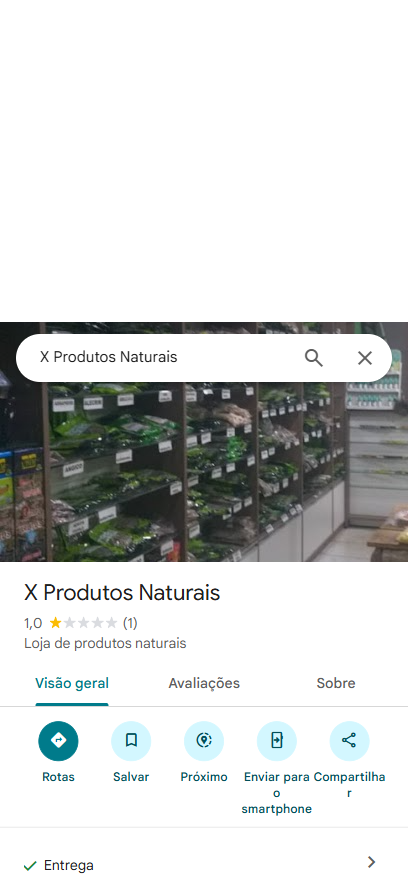 X Produtos Naturais
ANGICO
X Produtos Naturais
1,0 (1)
Loja de produtos naturais
Visão geral Avaliações Sobre
Rotas Salvar Próximo Enviar para o smartphone Compartilhar
Entrega